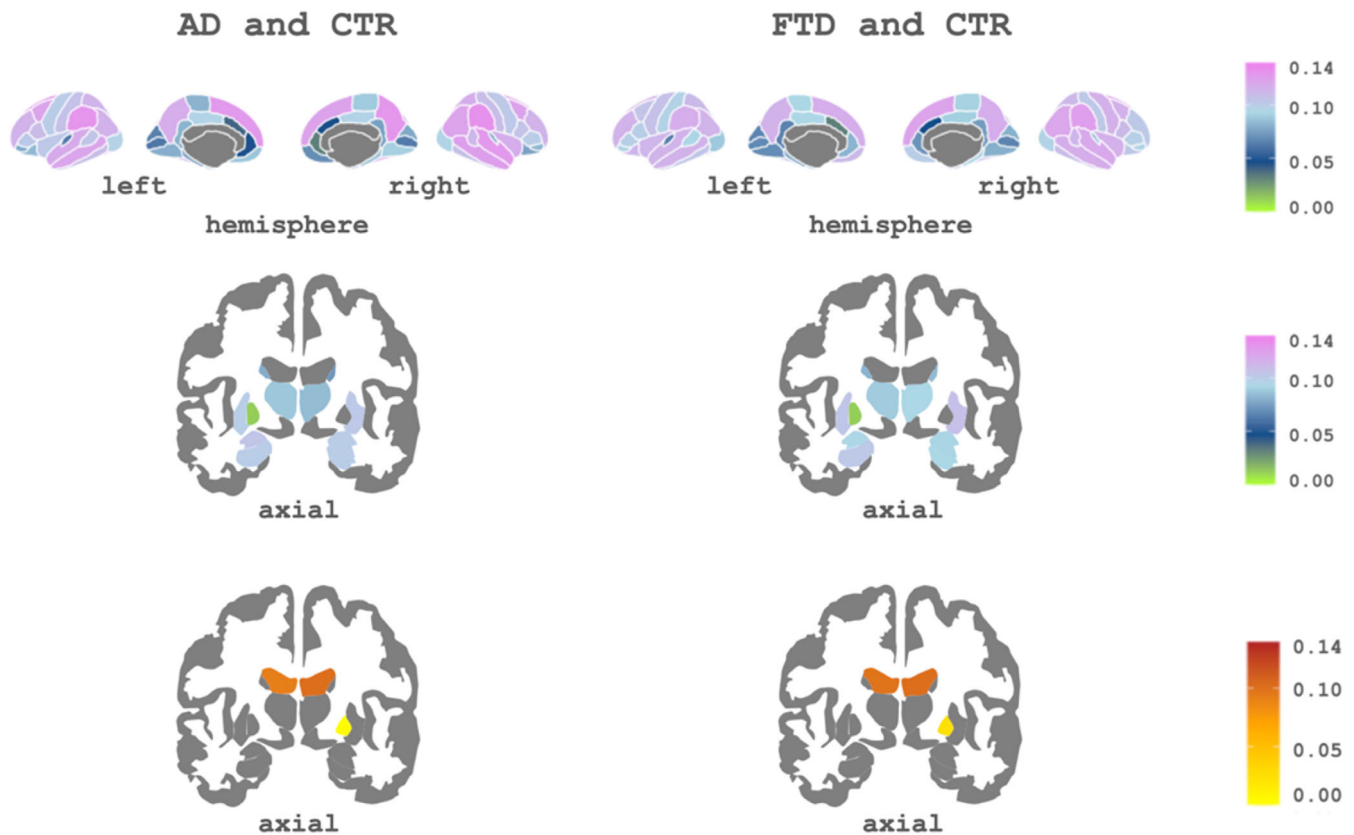 AD and CTR
FTD and CTR
0.14
0.10
0.05
0.00
left
right
left
right
hemisphere
hemisphere
0.14
0.10
0.05
0.00
axial
axial
0.14
0.10
0.05
0.00
axial
axial